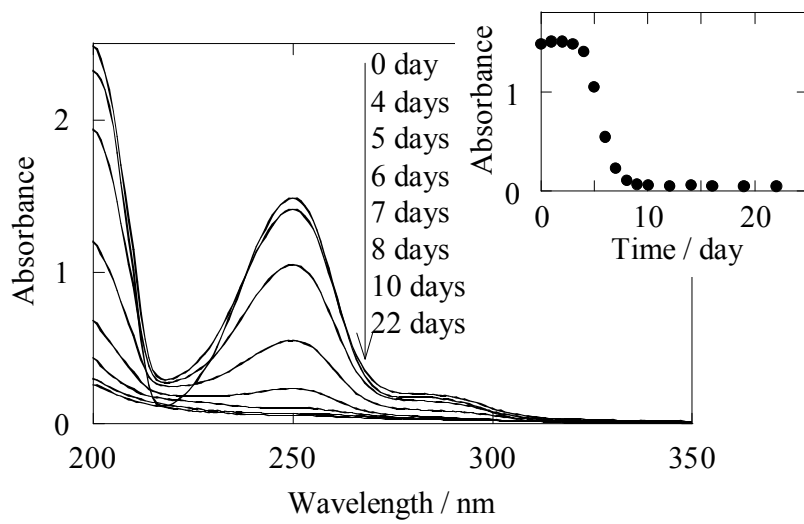 Absorbance
2
1
0
200
250
300
350
Wavelength / nm
0 day
4 days
5 days
6 days
7 days
8 days
10 days
22 days
Absorbance
1
0
0
10
20
Time / day